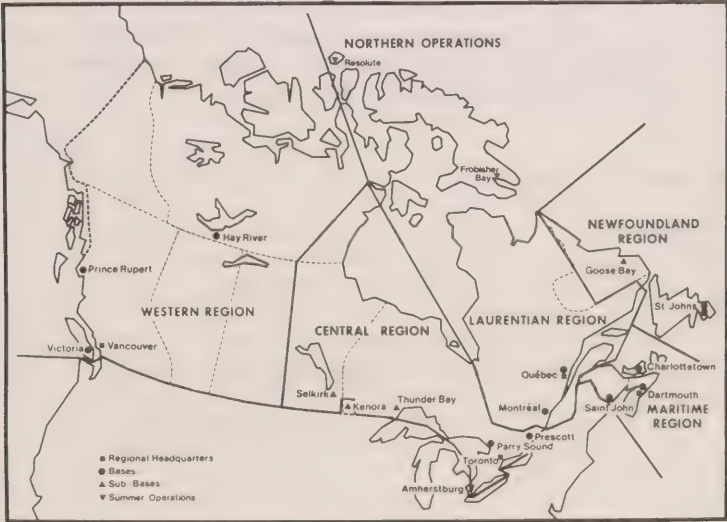 NORTHERN OPERATIONS
Resolute
Frobisher
Bay
NEWFOUNDLAND
REGION
Goose Bay
St Johns
Hay River
Prince Rupert
WESTERN REGION
CENTRAL REGION
LAURENTIAN REGION
Victoria
Vancouver
Charlottetown
Québec
Selkirk
Kenora
Thunder Bay
Montréal
Dartmouth
Saint John
MARITIME
REGION
Prescott
Parry Sound
Toronto
Amherstburg
Regional Headquarters
Bases
Sub Bases
Summer Operations